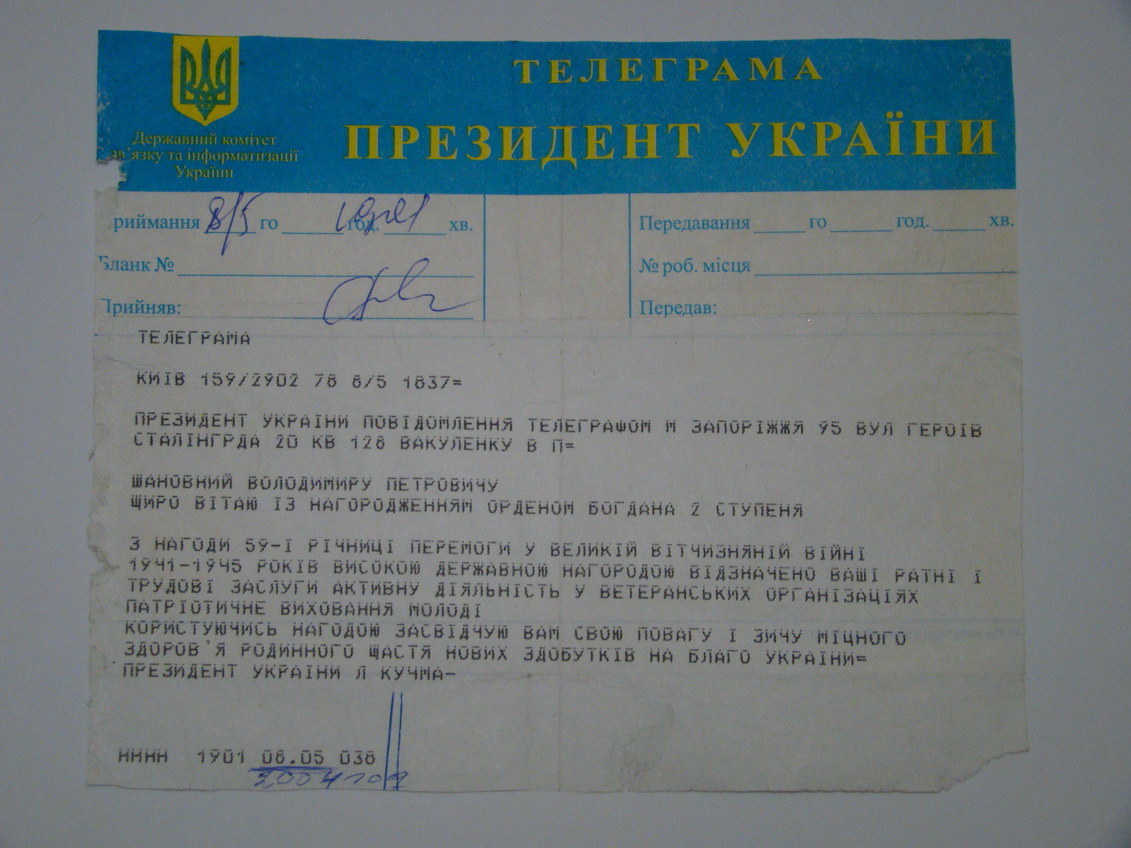 ТЕЛЕГРАМА
ПРЕЗИДЕНТ УКРАЇНИ
Державний комітет
зв'язку та інформатизації
України
риймання 8/5 го год. хв.
Бланк №
Прийняв:
Передавання го год. хв.
№ роб. місця
Передав:
ТЕЛЕГРАМА
КИЇВ 159/2902 78 8/5 1837=
ПРЕЗИДЕНТ УКРАЇНИ ПОВІДОМЛЕННЯ ТЕЛЕГРАФОМ М ЗАПОРІЖЖЯ 95 ВУЛ ГЕРОЇВ
СТАЛІНГРДА 20 КВ 128 ВАКУЛЕНКУ В П=
ШАНОВНИЙ ВОЛОДИМИРУ ПЕТРОВИЧУ
ЩИРО ВІТАЮ ІЗ НАГОРОДЖЕННЯМ ОРДЕНОМ БОГДАНА 2 СТУПЕНЯ
З НАГОДИ 59-Ї РІЧНИЦІ ПЕРЕМОГИ У ВЕЛИКІЙ ВІТЧИЗНЯНІЙ ВІЙНІ
1941-1945 РОКІВ ВИСОКОЮ ДЕРЖАВНОЮ НАГОРОДОЮ ВІДЗНАЧЕНО ВАШІ РАТНІ І
ТРУДОВІ ЗАСЛУГИ АКТИВНУ ДІЯЛЬНІСТЬ У ВЕТЕРАНСЬКИХ ОРГАНІЗАЦІЯХ
ПАТРІОТИЧНЕ ВИХОВАННЯ МОЛОДІ
КОРИСТУЮЧИСЬ НАГОДОЮ ЗАСВІДЧУЮ ВАМ СВОЮ ПОВАГУ І ЗИЧУ МІЦНОГО
ЗДОРОВ'Я РОДИННОГО ЩАСТЯ НОВИХ ЗДОБУТКІВ НА БЛАГО УКРАЇНИ=
ПРЕЗИДЕНТ УКРАЇНИ Л КУЧМА-
НННН 1901 08.05 038